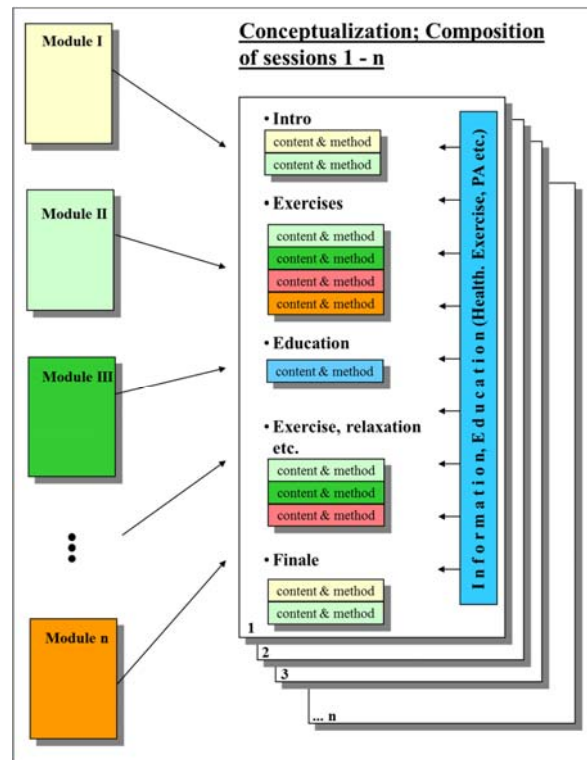 Conceptualization; Composition
of sessions 1 - n
Module I
Module II
Module III
Module n
• Intro
content & method
content & method
• Exercises
content & method
content & method
content & method
content & method
• Education
content & method
• Exercise, relaxation
etc.
content & method
content & method
content & method
• Finale
content & method
content & method
Information, Education (Health. Exercise, PA etc.)
1
2
3
... n